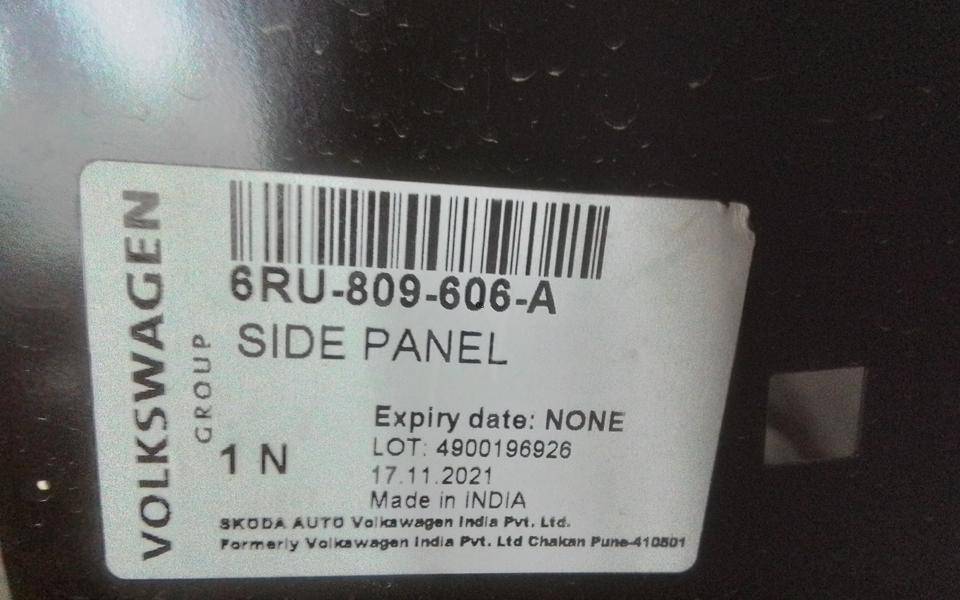 VOLKSWAGEN
GROUP
6RU-809-606-A
SIDE PANEL
Expiry date: NONE
LOT: 4900196926
1 N
17.11.2021
Made in INDIA
SKODA AUTO Volkswagen India Pvt. Ltd.
Formerly Volkswagen India Pvt. Ltd Chakan Pune-410501